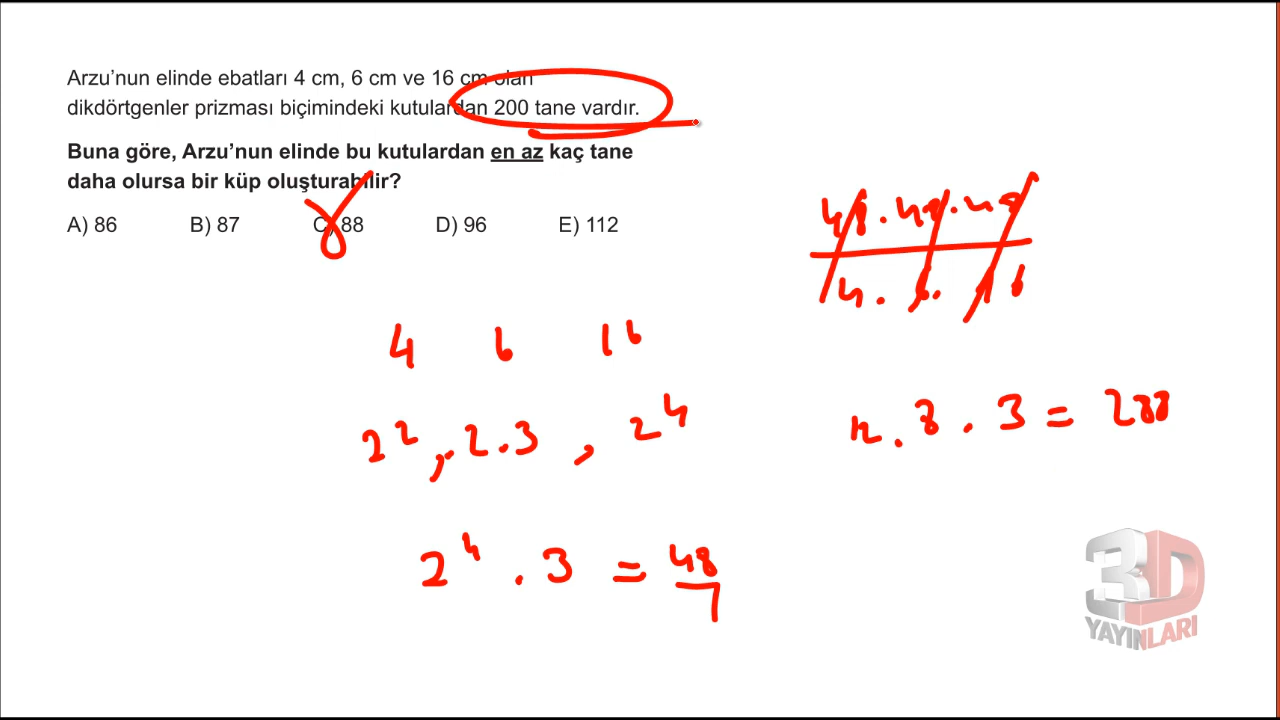 Arzu'nun elinde ebatları 4 cm, 6 cm ve 16 cm olan
dikdörtgenler prizması biçimindeki kutulardan 200 tane vardır.
Buna göre, Arzu'nun elinde bu kutulardan en az kaç tane
daha olursa bir küp oluşturabilir?
A) 86 B) 87 C) 88 D) 96 E) 112
48 . 48 . 48
4 . 6 . 16
4 6 16
2², 2.3, 2⁴
12 . 8 . 3 = 288
2⁴ . 3 = 48
3D
YAYINLARI